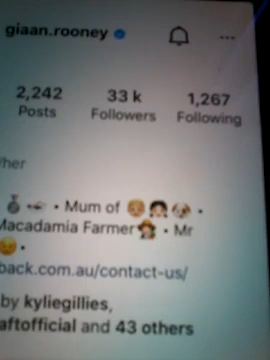 giaan.rooney
2,242 33 k 1,267
Posts Followers Following
her
• Mum of •
Macadamia Farmer • Mr
•
back.com.au/contact-us/
by kyliegillies,
aftofficial and 43 others